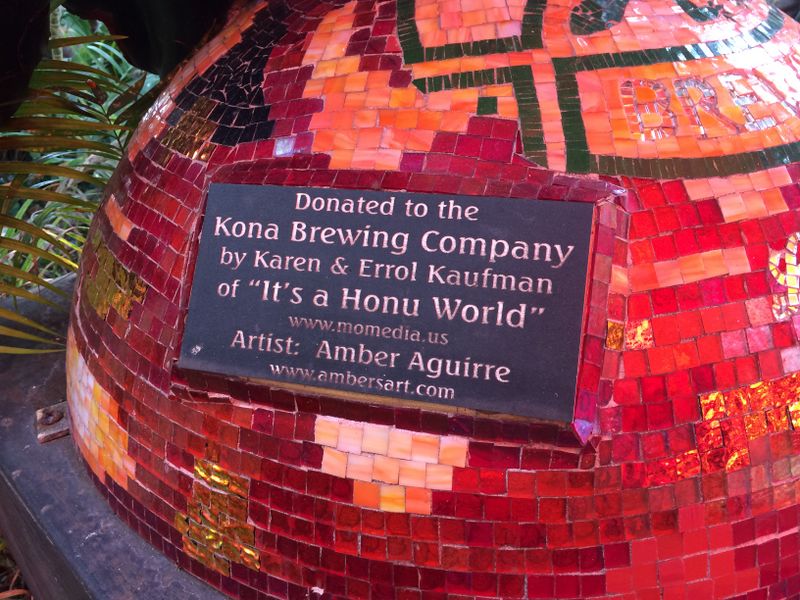 BRE
Donated to the
Kona Brewing Company
by Karen & Errol Kaufman
of "It's a Honu World"
www.momedia.us
Artist: Amber Aguirre
www.ambersart.com